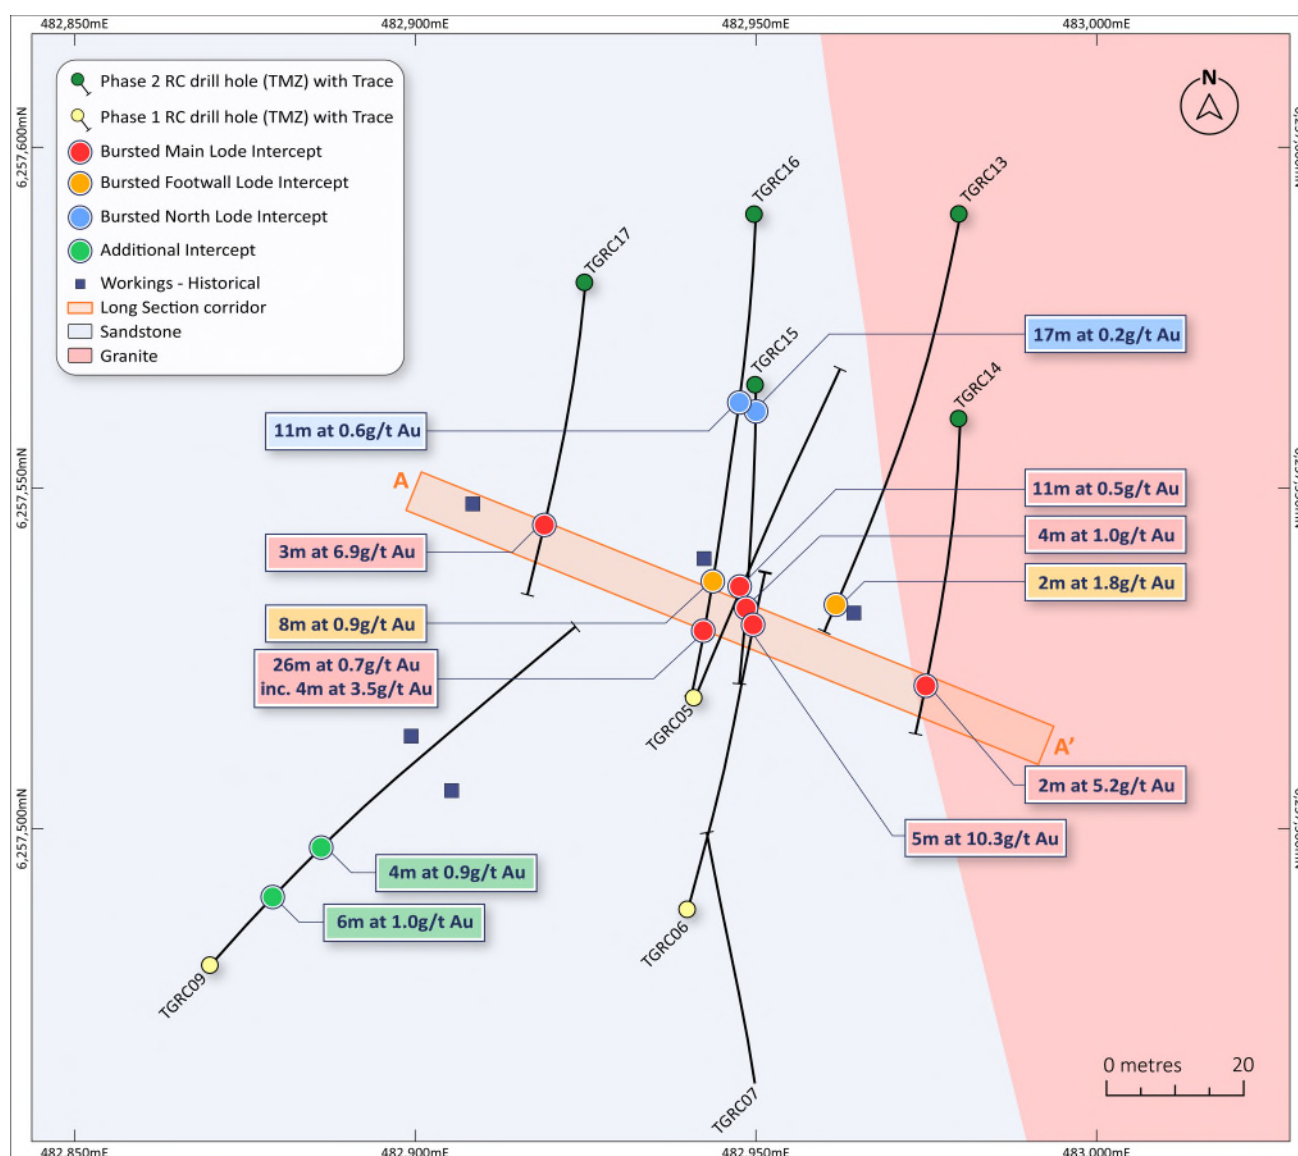 482,850mE
482,900mE
482,950mE
483,000mE
Phase 2 RC drill hole (TMZ) with Trace
Phase 1 RC drill hole (TMZ) with Trace
Bursted Main Lode Intercept
Bursted Footwall Lode Intercept
Bursted North Lode Intercept
Additional Intercept
Workings - Historical
Long Section corridor
Sandstone
Granite
N
6,257,600mN
TGRC16
TGRC13
TGRC17
TGRC15
TGRC14
17m at 0.2g/t Au
11m at 0.6g/t Au
6,257,550mN
A
11m at 0.5g/t Au
3m at 6.9g/t Au
4m at 1.0g/t Au
2m at 1.8g/t Au
8m at 0.9g/t Au
26m at 0.7g/t Au
inc. 4m at 3.5g/t Au
TGRC05
A'
2m at 5.2g/t Au
6,257,500mN
5m at 10.3g/t Au
4m at 0.9g/t Au
6m at 1.0g/t Au
TGRC06
TGRC09
TGRC07
0 metres 20
482,850mE
482,900mE
482,950mE
483,000mE